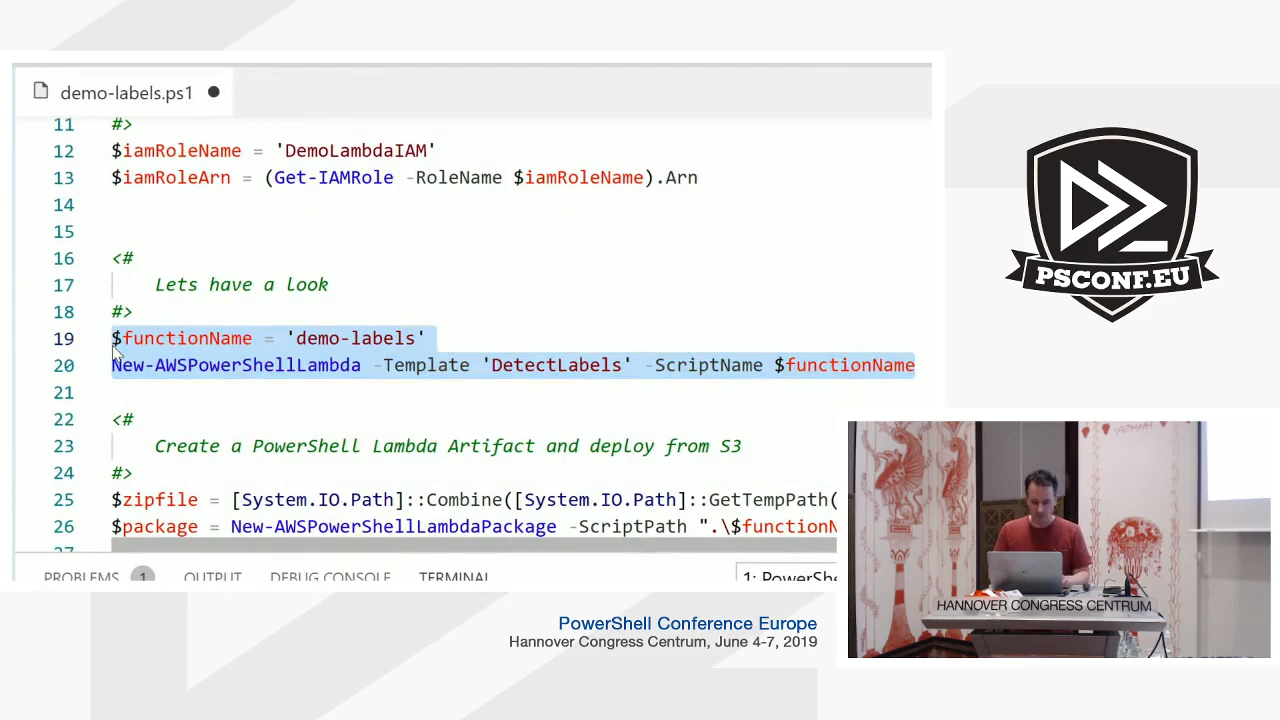 demo-labels.ps1 ●
11 #>
12 $iamRoleName = 'DemoLambdaIAM'
13 $iamRoleArn = (Get-IAMRole -RoleName $iamRoleName).Arn
14
15
16 <#
17 Lets have a look
18 #>
19 $functionName = 'demo-labels'
20 New-AWSPowerShellLambda -Template 'DetectLabels' -ScriptName $functionName
21
22 <#
23 Create a PowerShell Lambda Artifact and deploy from S3
24 #>
25 $zipfile = [System.IO.Path]::Combine([System.IO.Path]::GetTempPath(
26 $package = New-AWSPowerShellLambdaPackage -ScriptPath ".\$functionN
27
PROBLEMS 1 OUTPUT DEBUG CONSOLE TERMINAL 1: PowerShe
PSCONF.EU
HANNOVER CONGRESS CENTRUM
PowerShell Conference Europe
Hannover Congress Centrum, June 4-7, 2019